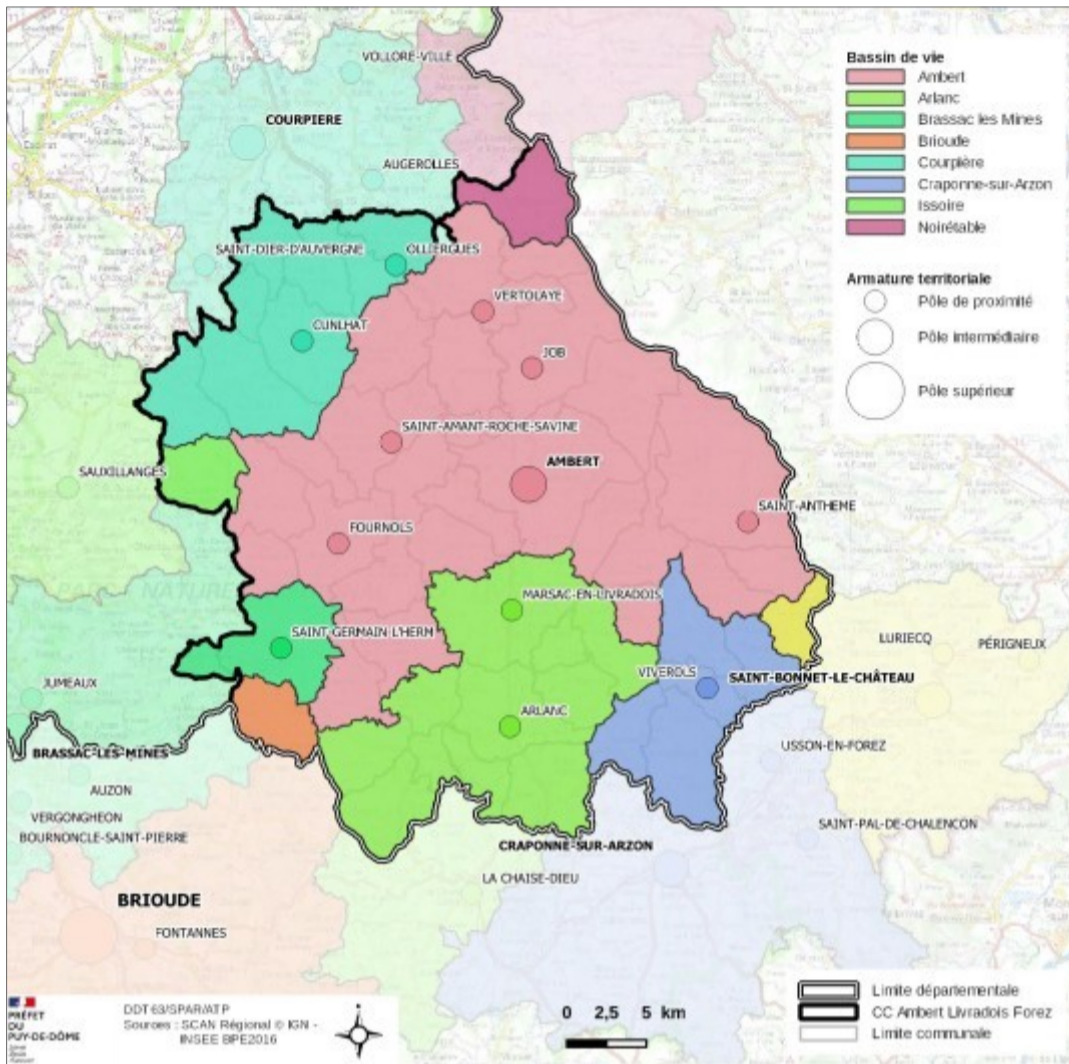 VOLLORE-VILLE
COURPIERE
AUGEROLLES
SAINT-DIER-D'AUVERGNE
OLLIERGUES
VERTOLAYE
CUNLHAT
JOB
SAINT-AMANT-ROCHE-SAVINE
AMBERT
SAUXILLANGES
SAINT-ANTHEME
FOURNOLS
MARSAC-EN-LIVRADOIS
SAINT-GERMAIN L'HERM
LURIECQ
PÉRIGNEUX
VIVEROLS
SAINT-BONNET-LE-CHÂTEAU
JUMEAUX
ARLANC
BRASSAC-LES-MINES
USSON-EN-FOREZ
AUZON
VERGONGHEON
BOURNONCLE-SAINT-PIERRE
SAINT-PAL-DE-CHALENCON
CRAPONNE-SUR-ARZON
LA CHAISE-DIEU
BRIOUDE
FONTANNES
Bassin de vie
Ambert
Arlanc
Brassac les Mines
Brioude
Courpière
Craponne-sur-Arzon
Issoire
Noirétable
Armature territoriale
Pôle de proximité
Pôle intermédiaire
Pôle supérieur
PRÉFET
DU
PUY-DE-DÔME
DDT 63/SPAR/ATP
Sources : SCAN Régional © IGN -
INSEE BPE2016
0 2,5 5 km
Limite départementale
CC Ambert Livradois Forez
Limite communale